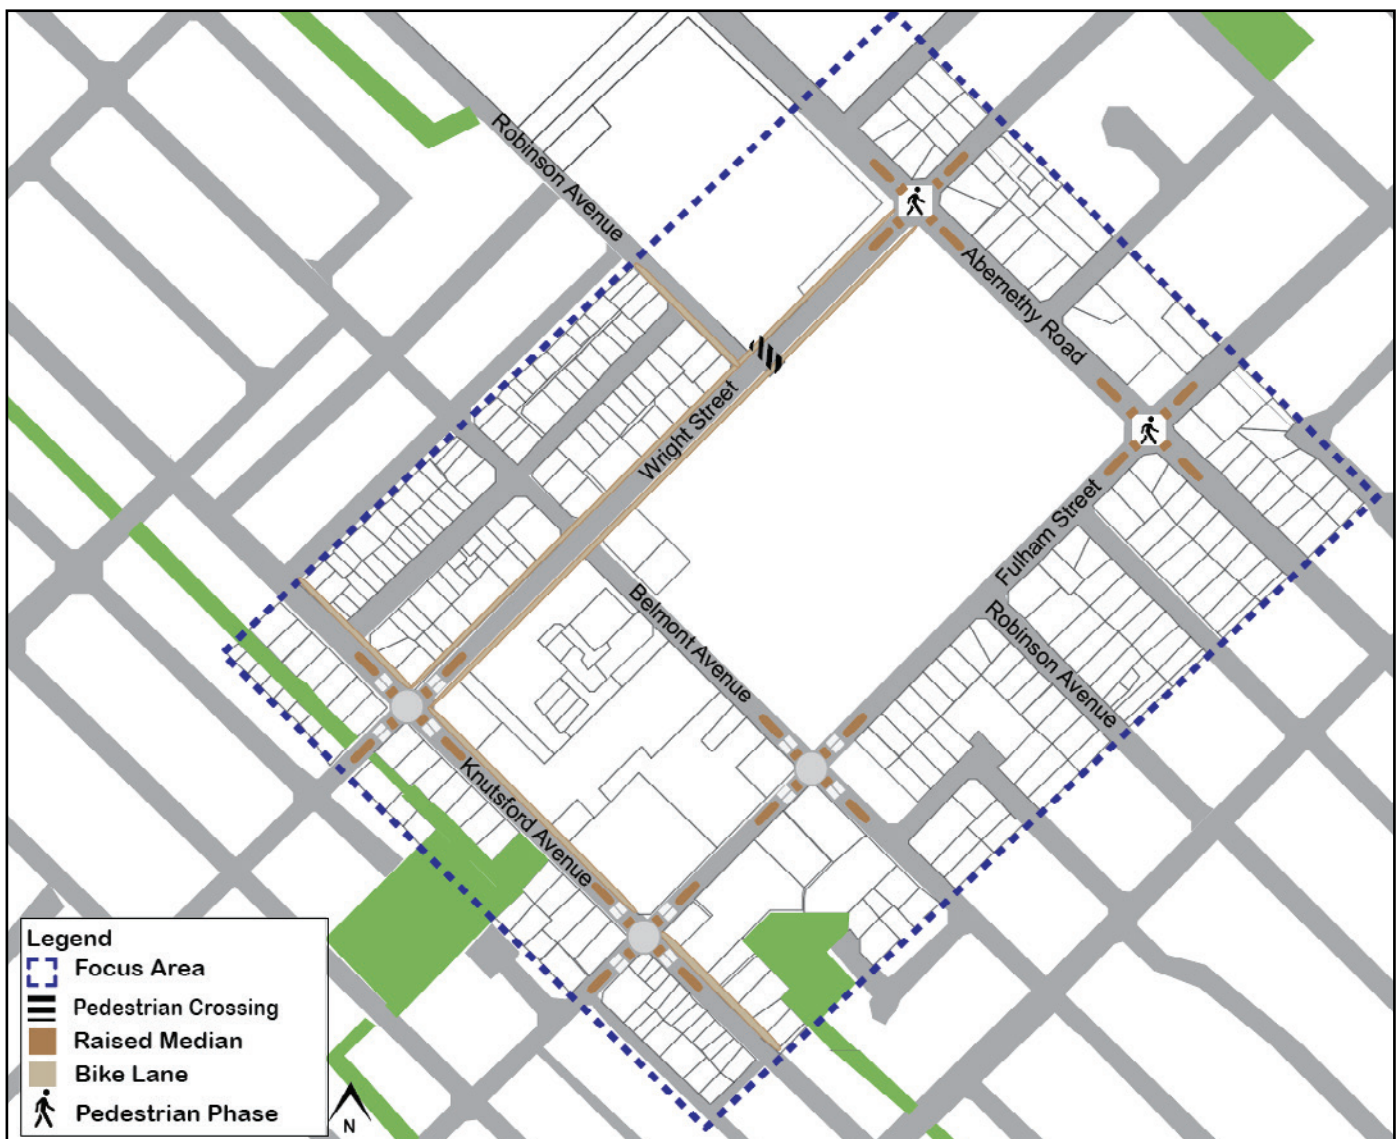 Robinson Avenue
Abernethy Road
Wright Street
Fulham Street
Belmont Avenue
Robinson Avenue
Knutsford Avenue
Legend
Focus Area
Pedestrian Crossing
Raised Median
Bike Lane
Pedestrian Phase
N